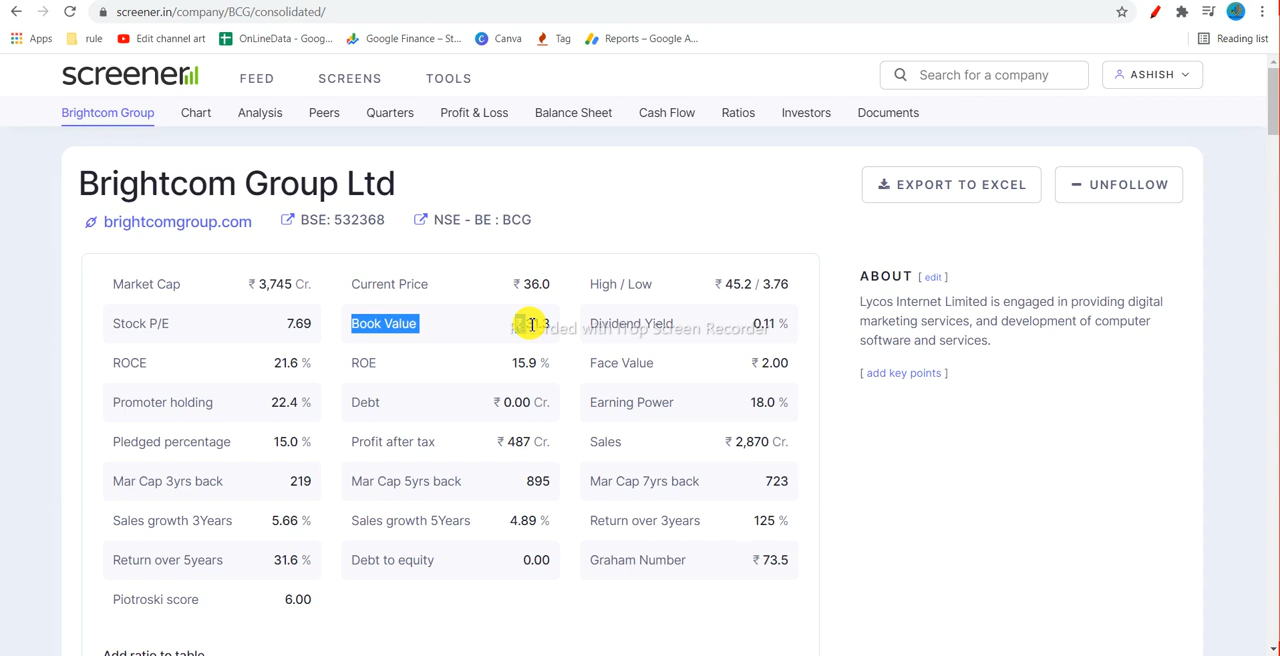 screener.in/company/BCG/consolidated/
Apps rule Edit channel art OnLineData - Goog... Google Finance – St... Canva Tag Reports – Google A... Reading list
screener FEED SCREENS TOOLS Search for a company ASHISH
Brightcom Group Chart Analysis Peers Quarters Profit & Loss Balance Sheet Cash Flow Ratios Investors Documents
Brightcom Group Ltd EXPORT TO EXCEL UNFOLLOW
brightcomgroup.com BSE: 532368 NSE - BE : BCG
Market Cap ₹ 3,745 Cr. Current Price ₹ 36.0 High / Low ₹ 45.2 / 3.76
Stock P/E 7.69 Book Value Dividend Yield 0.11 %
Recorded with iTop Screen Recorder
ROCE 21.6 % ROE 15.9 % Face Value ₹ 2.00
Promoter holding 22.4 % Debt ₹ 0.00 Cr. Earning Power 18.0 %
Pledged percentage 15.0 % Profit after tax ₹ 487 Cr. Sales ₹ 2,870 Cr.
Mar Cap 3yrs back 219 Mar Cap 5yrs back 895 Mar Cap 7yrs back 723
Sales growth 3Years 5.66 % Sales growth 5Years 4.89 % Return over 3years 125 %
Return over 5years 31.6 % Debt to equity 0.00 Graham Number ₹ 73.5
Piotroski score 6.00
Add ratio to table
ABOUT [ edit ]
Lycos Internet Limited is engaged in providing digital
marketing services, and development of computer
software and services.
[ add key points ]